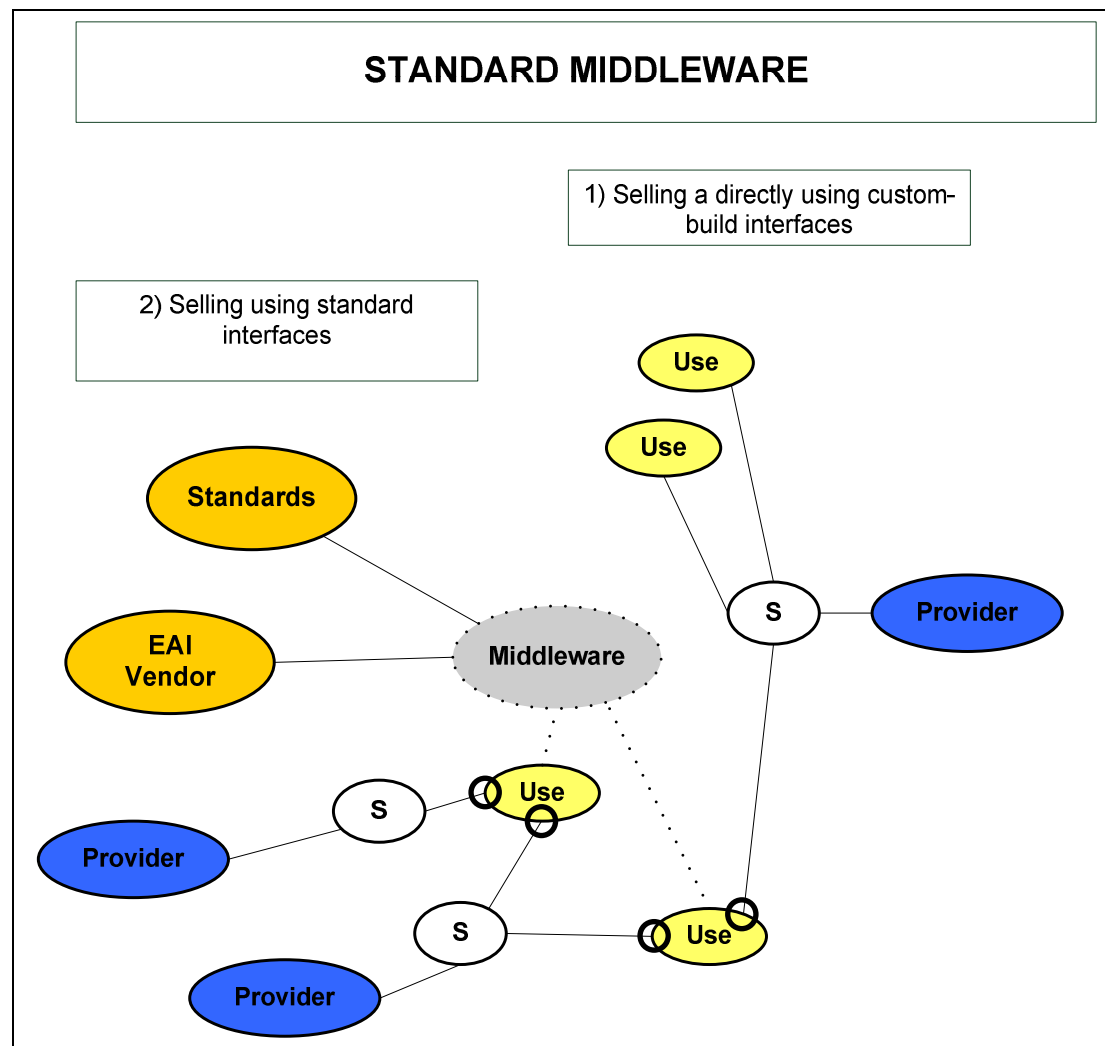 STANDARD MIDDLEWARE
1) Selling a directly using custom-
build interfaces
2) Selling using standard
interfaces
Use
Use
Standards
S
Provider
EAI
Vendor
Middleware
Use
S
Provider
S
Use
Provider